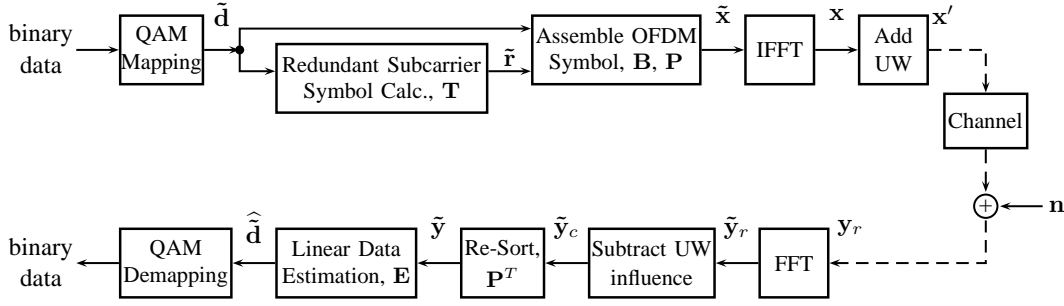 binary data
QAM Mapping
d̃
Redundant Subcarrier Symbol Calc., T
r̃
Assemble OFDM Symbol, B, P
x̃
IFFT
x
Add UW
x′
Channel
+
n
y_r
FFT
ỹ_r
Subtract UW influence
ỹ_c
Re-Sort, P^T
ỹ
Linear Data Estimation, E
d̃̂
QAM Demapping
binary data